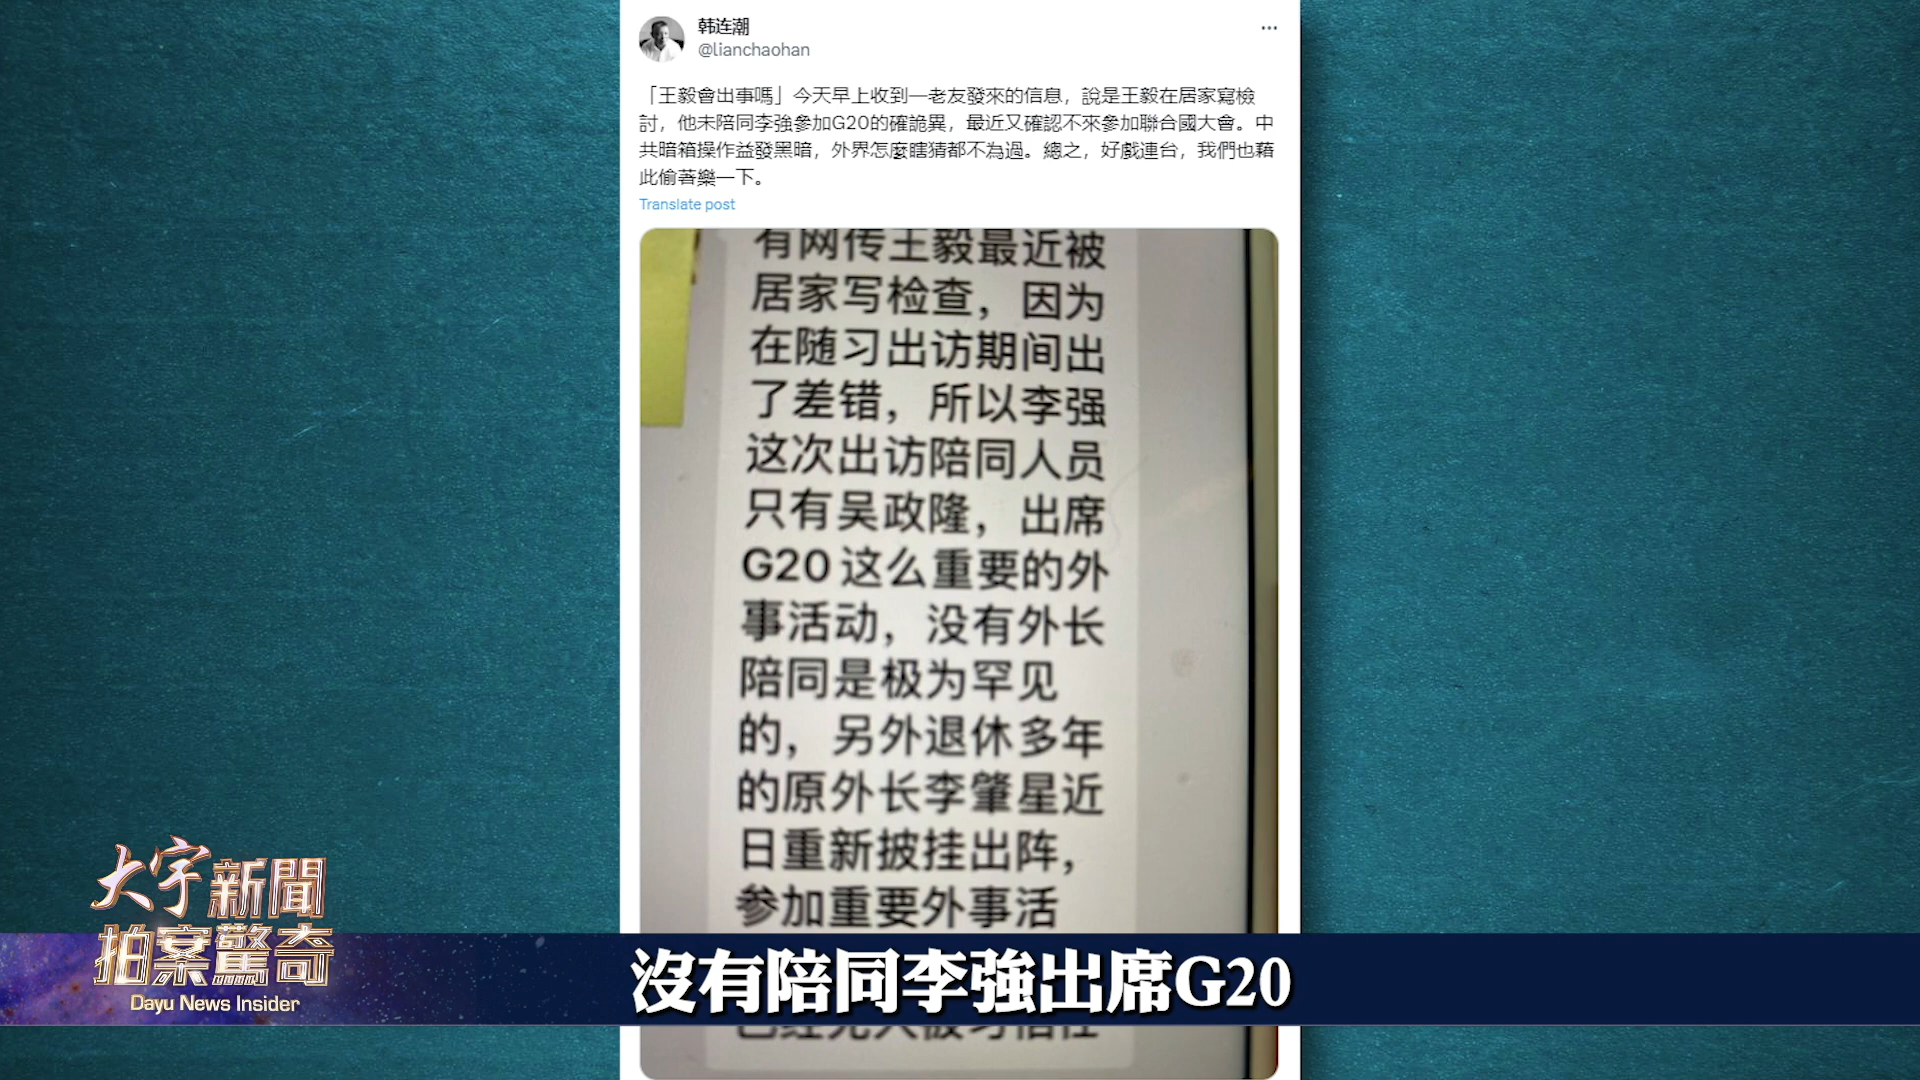 韩连潮
@lianchaohan
「王毅會出事嗎」今天早上收到一老友發來的信息，說是王毅在居家寫檢
討，他未陪同李強參加G20的確詭異，最近又確認不來參加聯合國大會。中
共暗箱操作益發黑暗，外界怎麼瞎猜都不為過。總之，好戲連台，我們也藉
此偷著樂一下。
Translate post
有网传王毅最近被
居家写检查，因为
在随习出访期间出
了差错，所以李强
这次出访陪同人员
只有吴政隆，出席
G20这么重要的外
事活动，没有外长
陪同是极为罕见
的，另外退休多年
的原外长李肇星近
日重新披挂出阵，
参加重要外事活
大宇新聞
拍案驚奇
Dayu News Insider
沒有陪同李強出席G20